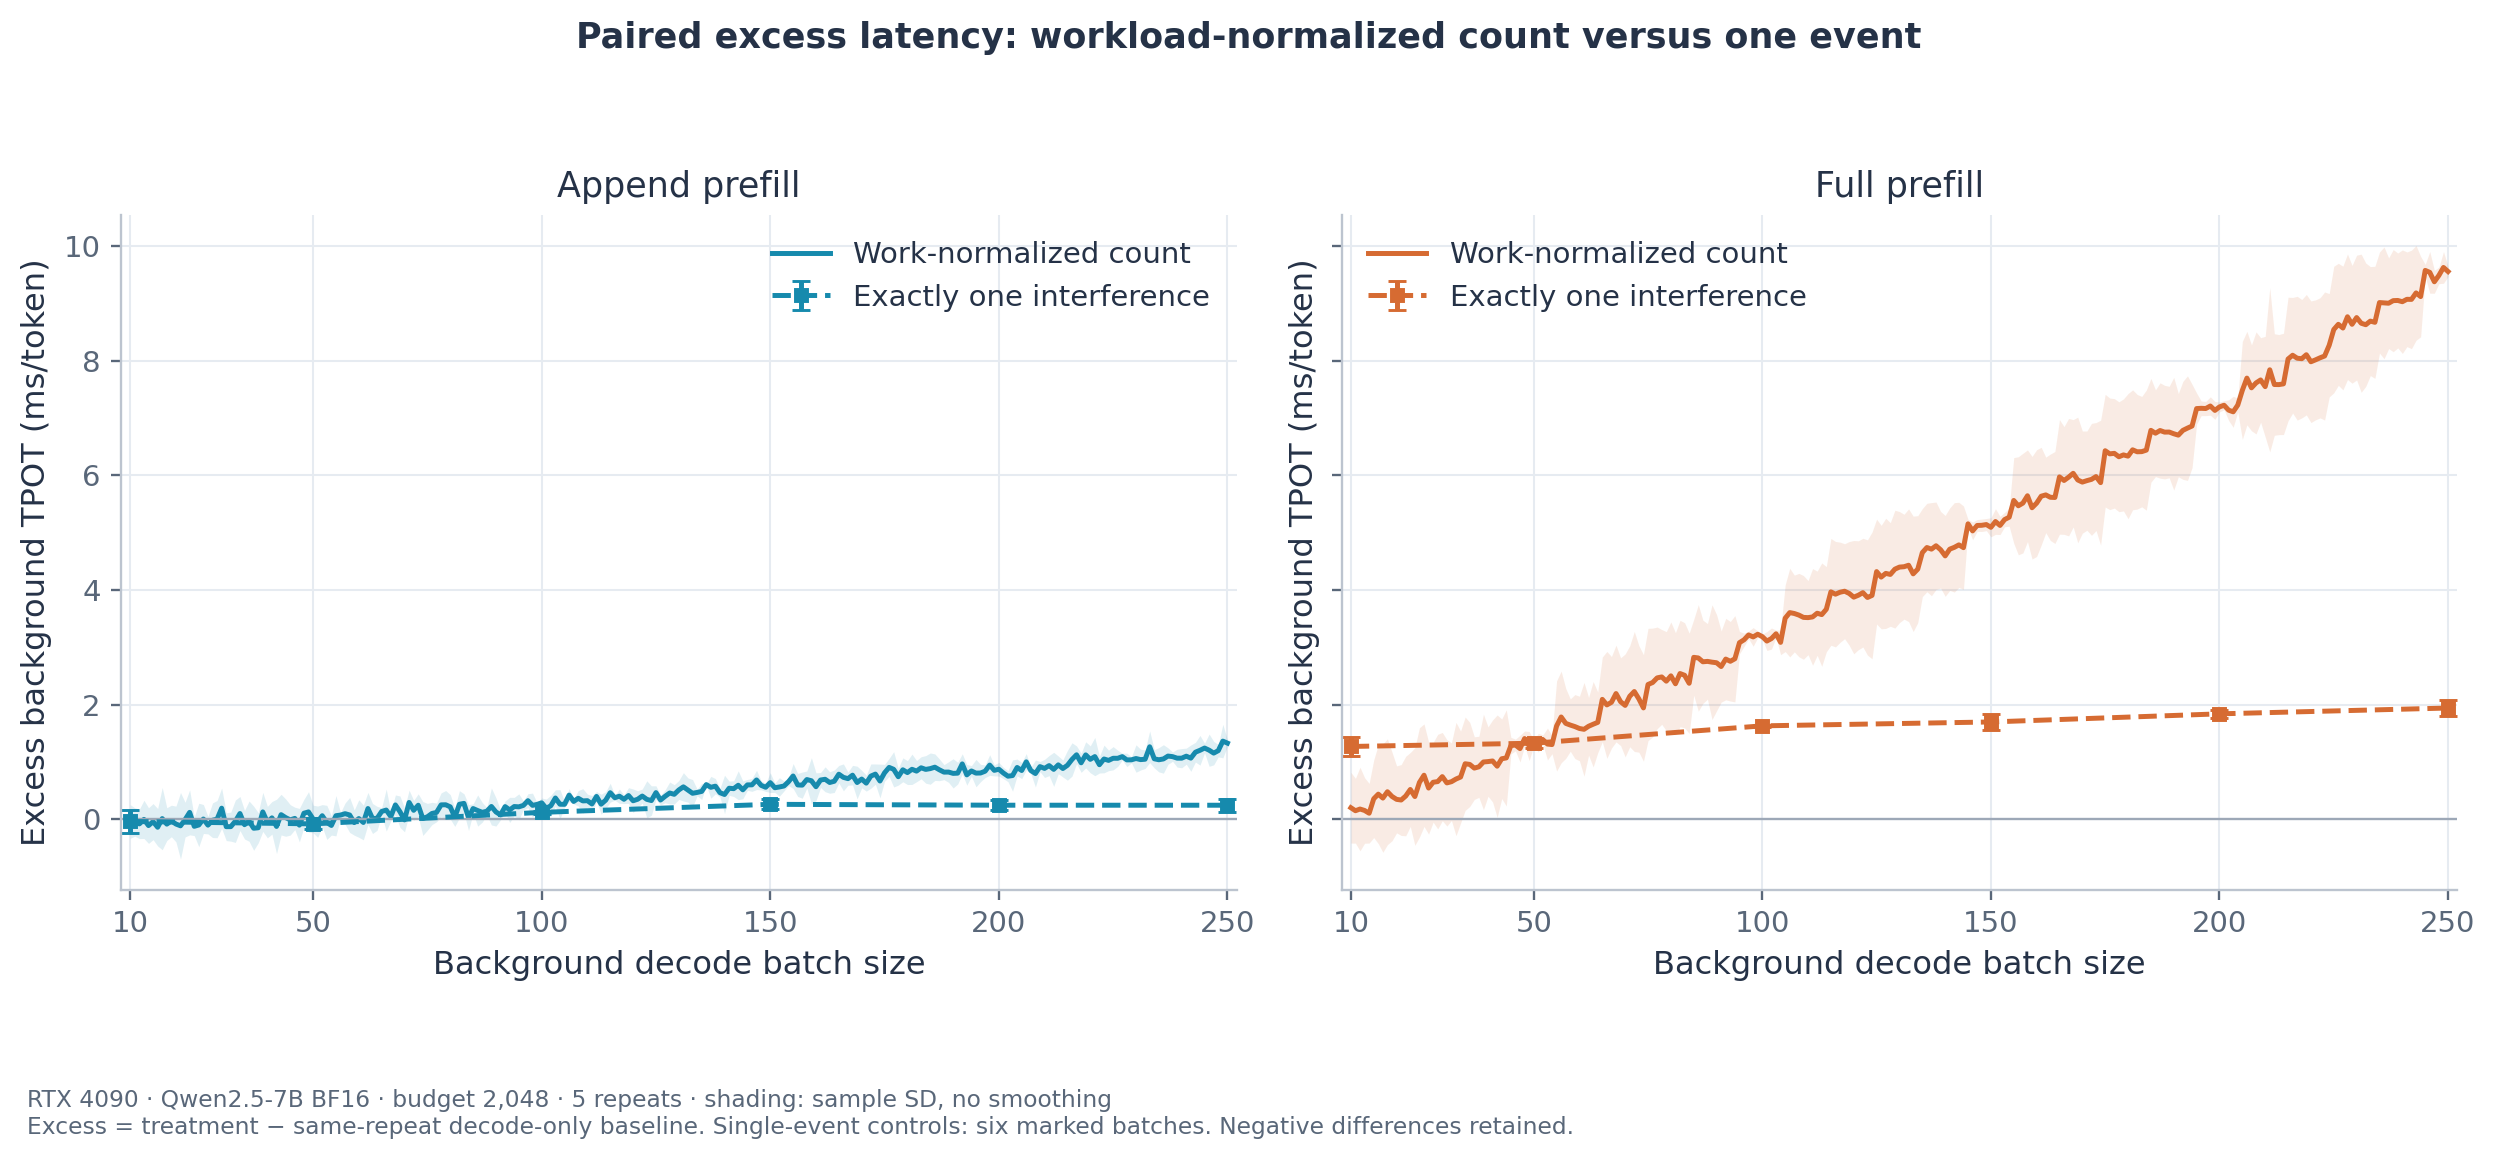 Paired excess latency: workload-normalized count versus one event
Append prefill
Excess background TPOT (ms/token)
10
8
6
4
2
0
Work-normalized count
Exactly one interference
10 50 100 150 200 250
Background decode batch size
Full prefill
Excess background TPOT (ms/token)
Work-normalized count
Exactly one interference
10 50 100 150 200 250
Background decode batch size
RTX 4090 · Qwen2.5-7B BF16 · budget 2,048 · 5 repeats · shading: sample SD, no smoothing
Excess = treatment − same-repeat decode-only baseline. Single-event controls: six marked batches. Negative differences retained.